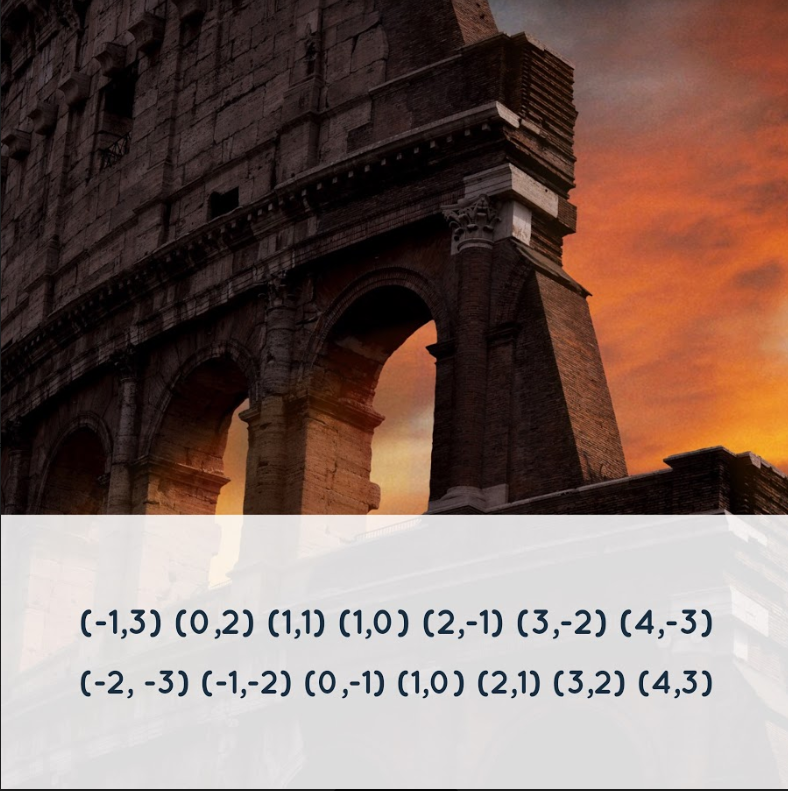 (-1,3) (0,2) (1,1) (1,0) (2,-1) (3,-2) (4,-3)
(-2, -3) (-1,-2) (0,-1) (1,0) (2,1) (3,2) (4,3)